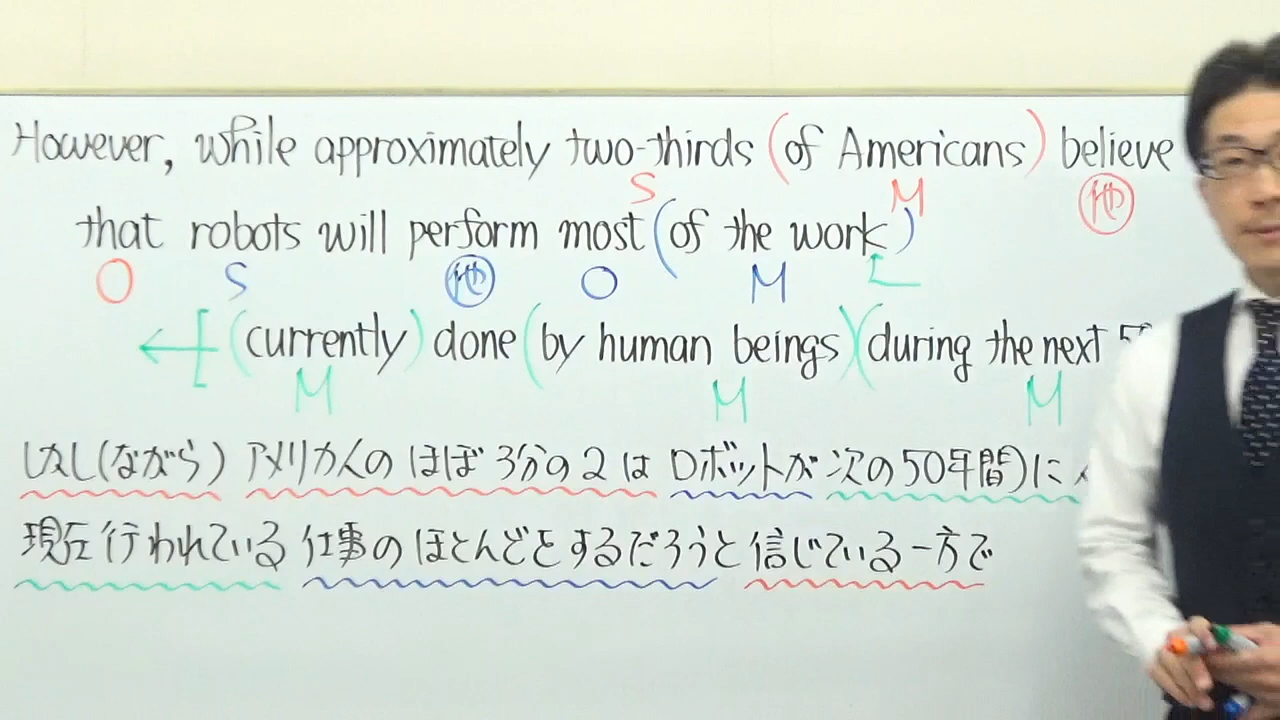 However, while approximately two-thirds (of Americans) believe
S M 他
that robots will perform most (of the work)
O S 他 O M
← [ (currently) done (by human beings) (during the next
M M M
しかし(ながら) アメリカ人の ほぼ 3分の2 は ロボットが 次の50年間)に
現在 行われている 仕事の ほとんどを するだろうと 信じている 一方で